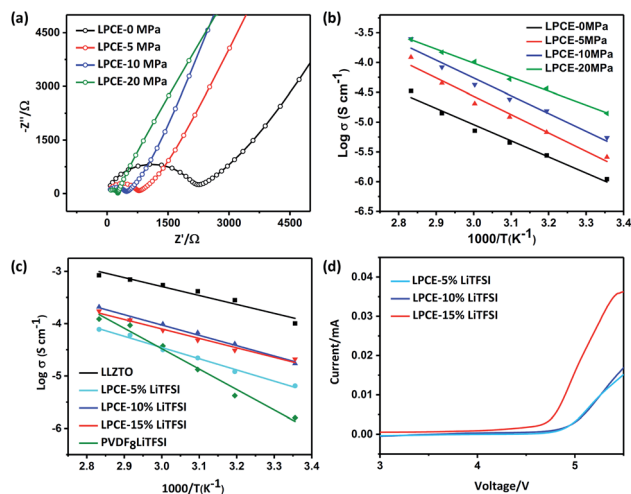 (a)
LPCE-0 MPa
LPCE-5 MPa
LPCE-10 MPa
LPCE-20 MPa
-4500
-3000
-1500
0
0 1500 3000 4500
-Z''/Ω
Z'/Ω
(b)
LPCE-0MPa
LPCE-5MPa
LPCE-10MPa
LPCE-20MPa
-3.5
-4.0
-4.5
-5.0
-5.5
-6.0
-6.5
2.8 2.9 3.0 3.1 3.2 3.3 3.4
Log σ (S cm⁻¹)
1000/T(K⁻¹)
(c)
LLZTO
LPCE-5% LiTFSI
LPCE-10% LiTFSI
LPCE-15% LiTFSI
PVDF₈LiTFSI
-3
-4
-5
-6
2.8 2.9 3.0 3.1 3.2 3.3 3.4
Log σ (S cm⁻¹)
1000/T(K⁻¹)
(d)
LPCE-5% LiTFSI
LPCE-10% LiTFSI
LPCE-15% LiTFSI
0.04
0.03
0.02
0.01
0.00
3 4 5
Current/mA
Voltage/V